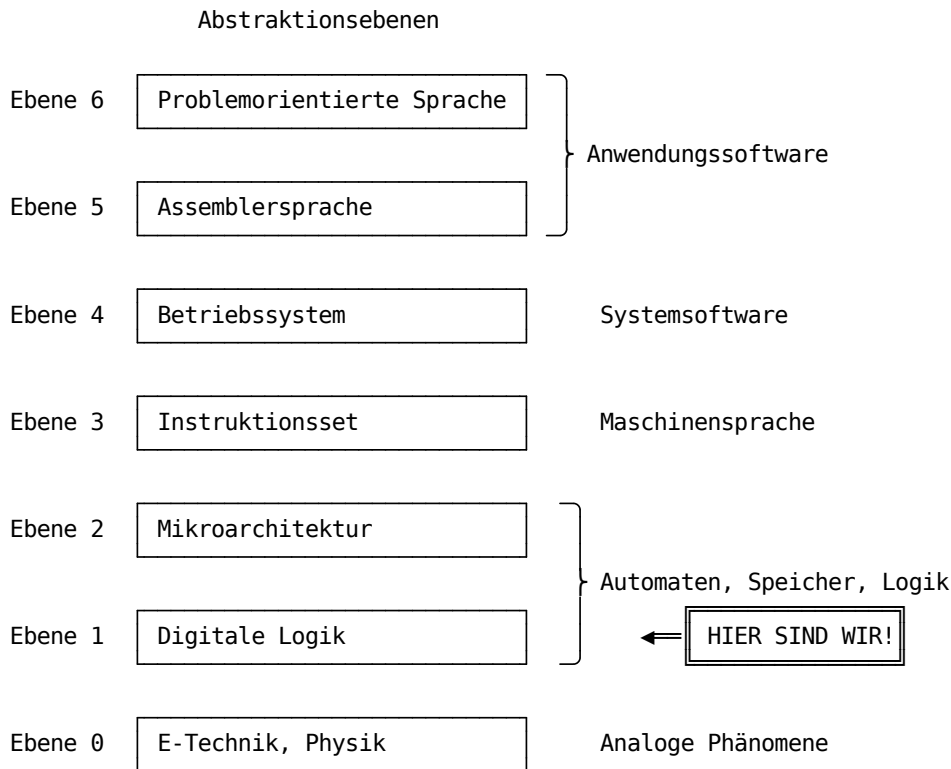 Abstraktionsebenen
Ebene 6 Problemorientierte Sprache
Anwendungssoftware
Ebene 5 Assemblersprache
Ebene 4 Betriebssystem Systemsoftware
Ebene 3 Instruktionsset Maschinensprache
Ebene 2 Mikroarchitektur
Automaten, Speicher, Logik
Ebene 1 Digitale Logik HIER SIND WIR!
Ebene 0 E-Technik, Physik Analoge Phänomene